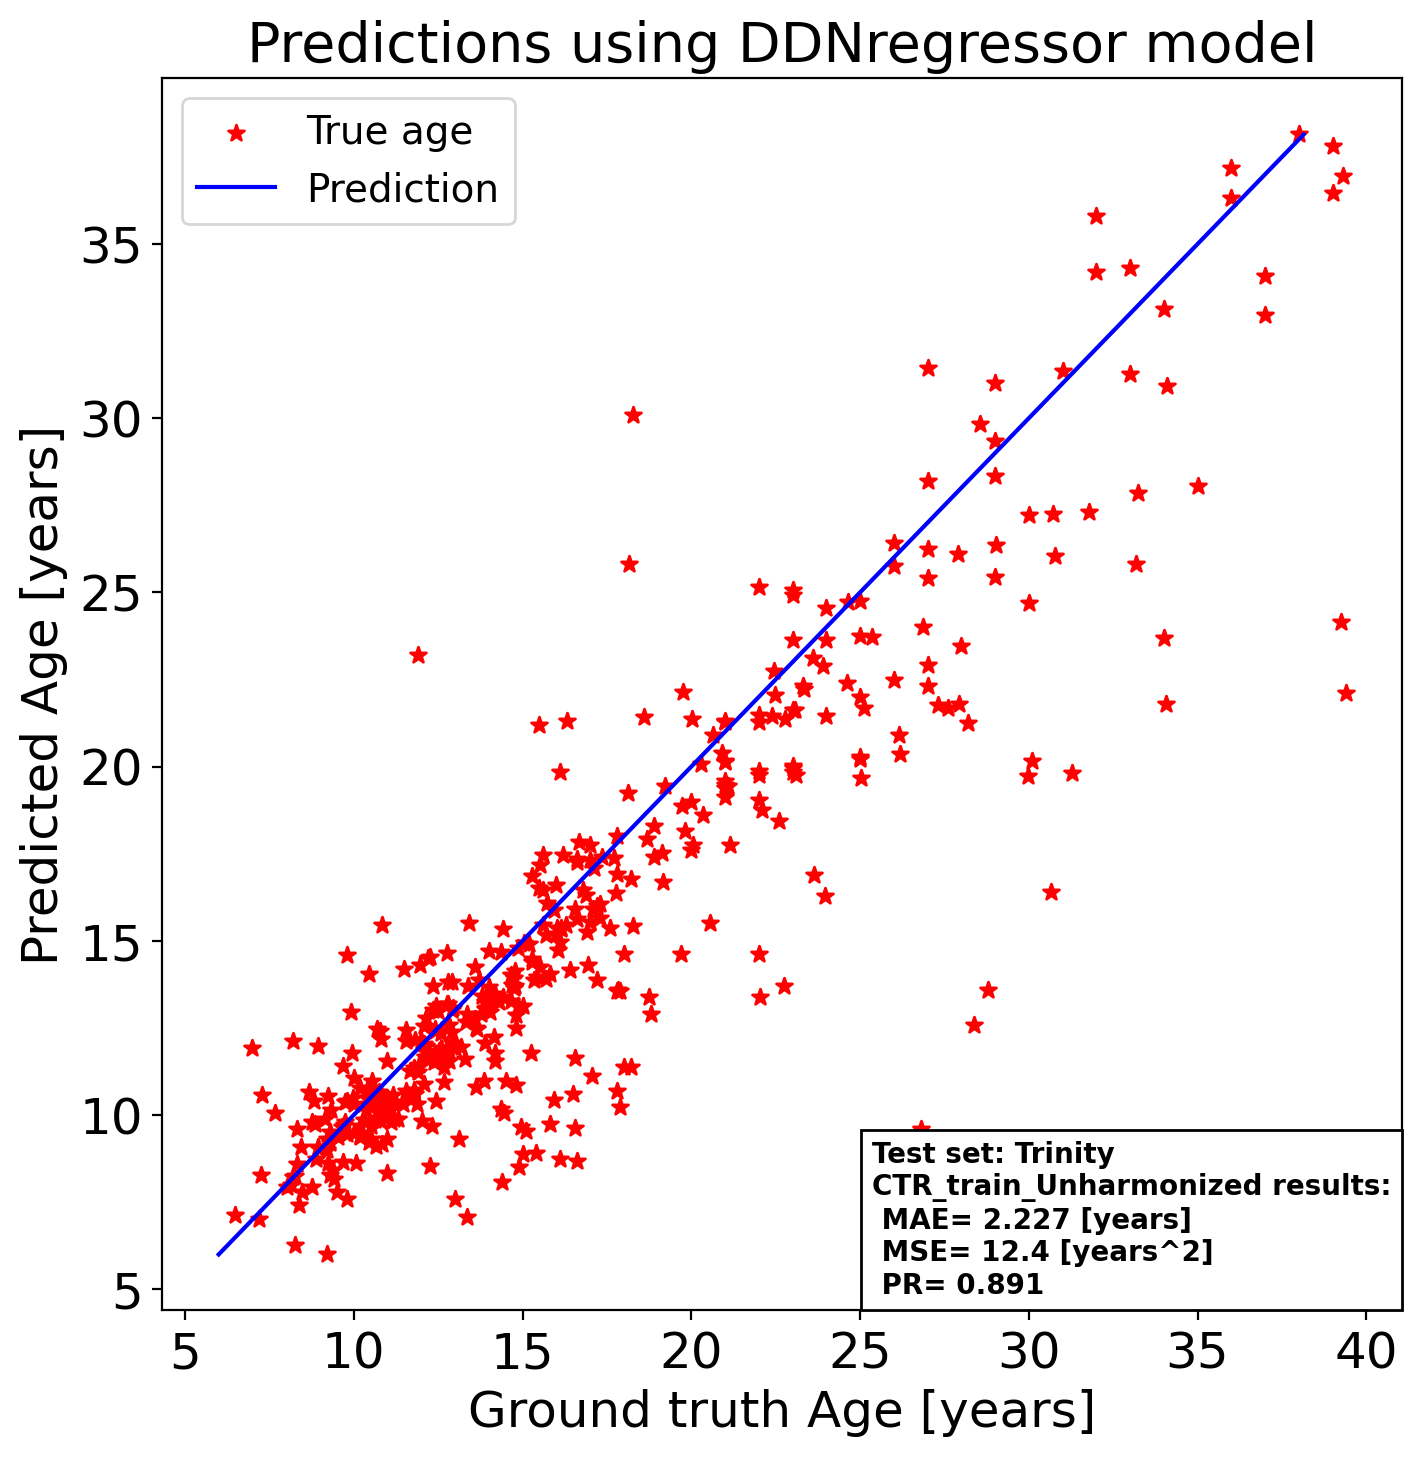 Predictions using DDNregressor model
True age
Prediction
Predicted Age [years]
35
30
25
20
15
10
5
Test set: Trinity
CTR_train_Unharmonized results:
MAE= 2.227 [years]
MSE= 12.4 [years^2]
PR= 0.891
5 10 15 20 25 30 35 40
Ground truth Age [years]